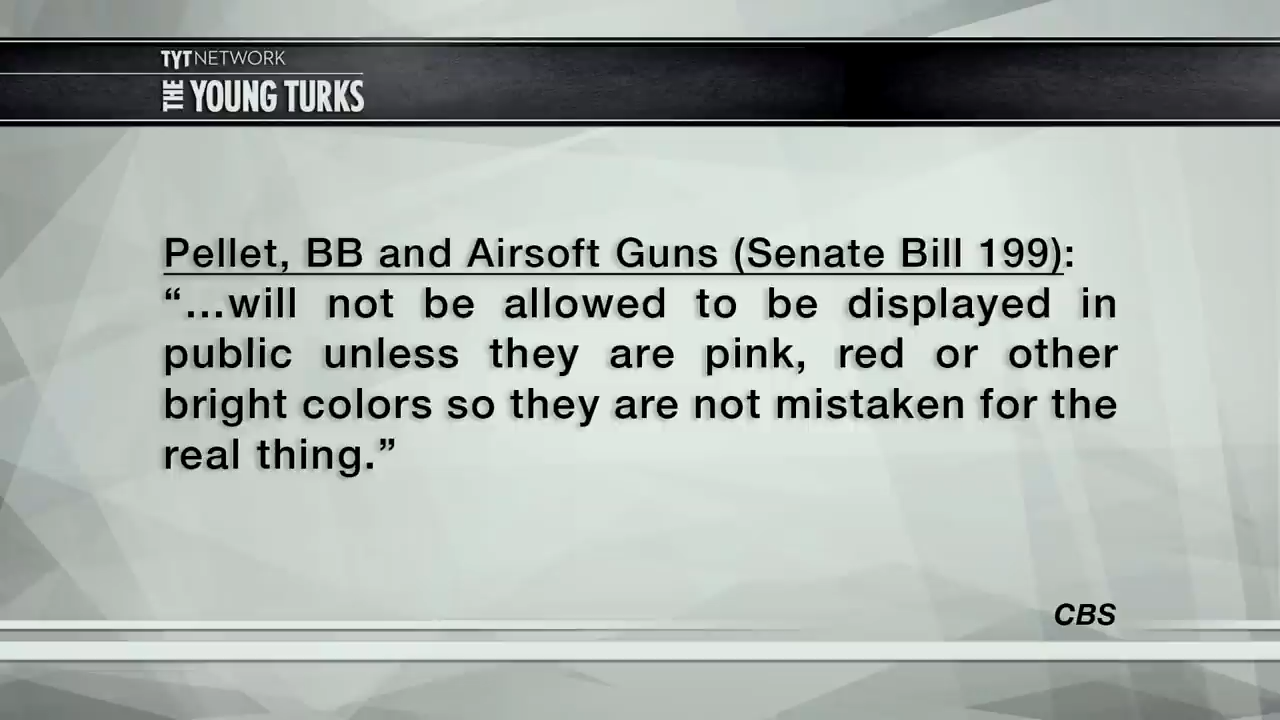 TYT NETWORK
THE YOUNG TURKS
Pellet, BB and Airsoft Guns (Senate Bill 199):
“...will not be allowed to be displayed in
public unless they are pink, red or other
bright colors so they are not mistaken for the
real thing.”
CBS